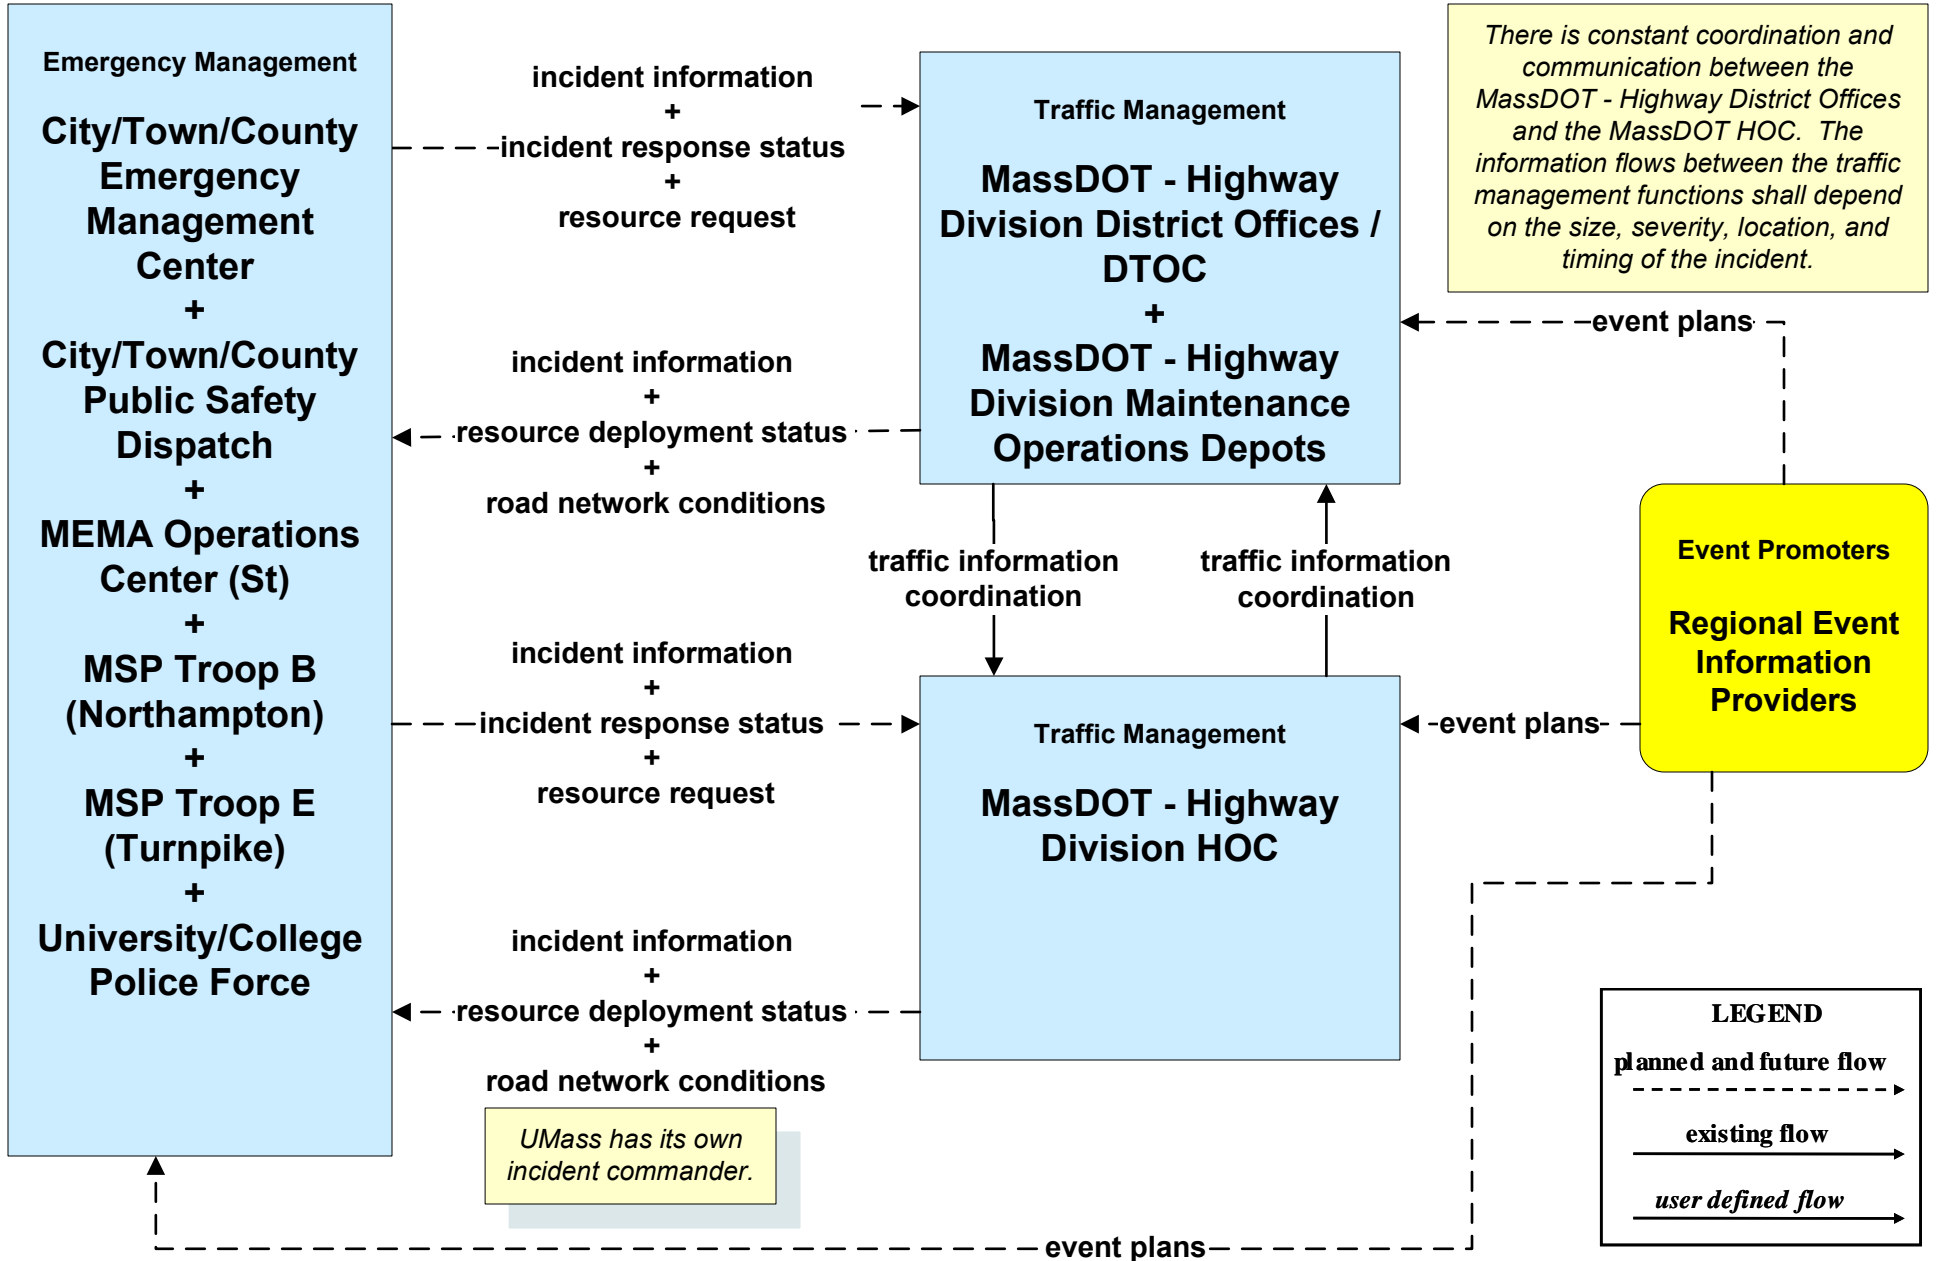 Emergency Management
City/Town/County
Emergency
Management
Center
+
City/Town/County
Public Safety
Dispatch
+
MEMA Operations
Center (St)
+
MSP Troop B
(Northampton)
+
MSP Troop E
(Turnpike)
+
University/College
Police Force
incident information
+
incident response status
+
resource request
incident information
+
resource deployment status
+
road network conditions
incident information
+
incident response status
+
resource request
incident information
+
resource deployment status
+
road network conditions
UMass has its own
incident commander.
Traffic Management
MassDOT - Highway
Division District Offices /
DTOC
+
MassDOT - Highway
Division Maintenance
Operations Depots
traffic information
coordination
traffic information
coordination
Traffic Management
MassDOT - Highway
Division HOC
There is constant coordination and
communication between the
MassDOT - Highway District Offices
and the MassDOT HOC.  The
information flows between the traffic
management functions shall depend
on the size, severity, location, and
timing of the incident.
event plans
Event Promoters
Regional Event
Information
Providers
event plans
event plans
LEGEND
planned and future flow
existing flow
user defined flow